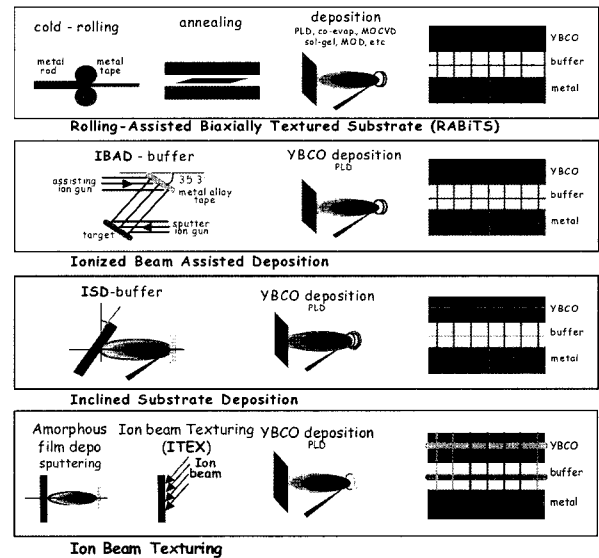 cold - rolling
annealing
deposition
PLD, co-evap., MOCVD
sol-gel, MOD, etc
metal rod
metal tape
YBCO
buffer
metal
Rolling-Assisted Biaxially Textured Substrate (RABiTS)
IBAD - buffer
YBCO deposition
PLD
assisting ion gun
35.3
metal alloy tape
target
sputter ion gun
YBCO
buffer
metal
Ionized Beam Assisted Deposition
ISD-buffer
YBCO deposition
PLD
YBCO
buffer
metal
Inclined Substrate Deposition
Amorphous film depo
sputtering
Ion beam Texturing
(ITEX)
Ion beam
YBCO deposition
PLD
YBCO
buffer
metal
Ion Beam Texturing